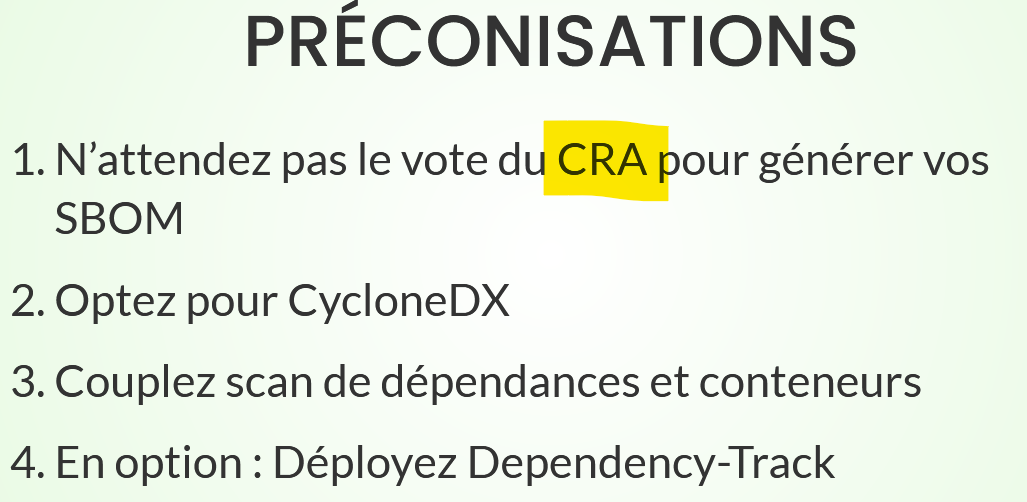 PRÉCONISATIONS
1. N’attendez pas le vote du CRA pour générer vos
SBOM
2. Optez pour CycloneDX
3. Couplez scan de dépendances et conteneurs
4. En option : Déployez Dependency-Track